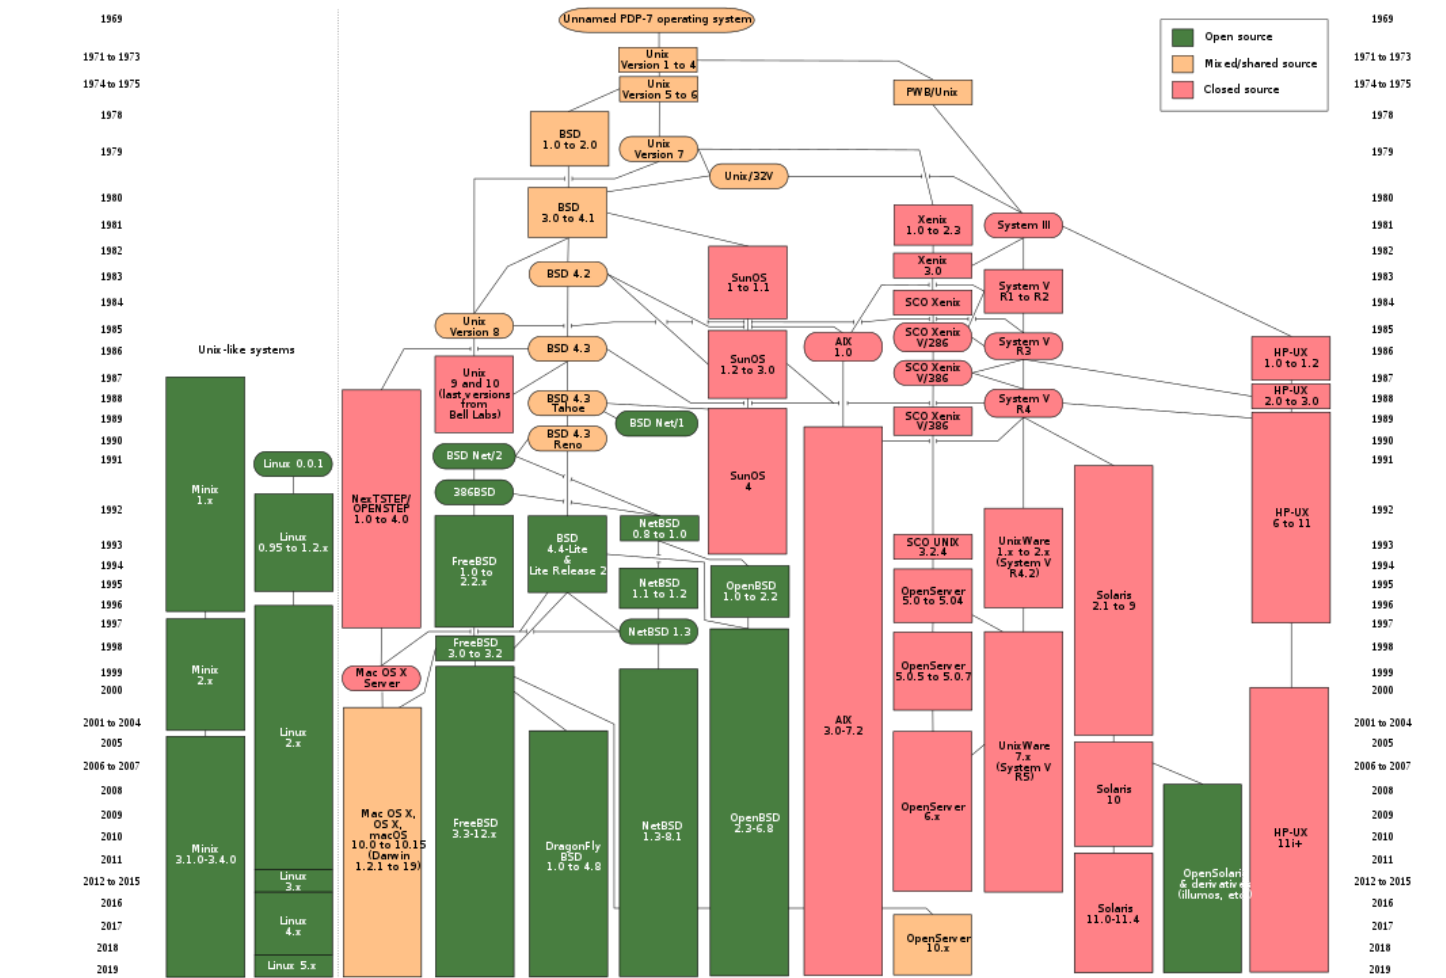 1969
Unnamed PDP-7 operating system
1969
Open source
Mixed/shared source
Closed source
1971 to 1973
Unix
Version 1 to 4
1971 to 1973
1974 to 1975
Unix
Version 5 to 6
PWB/Unix
1974 to 1975
1978
BSD
1.0 to 2.0
1978
1979
Unix
Version 7
1979
Unix/32V
1980
BSD
3.0 to 4.1
1980
Xenix
1.0 to 2.3
1981
System III
1981
1982
1982
Xenix
3.0
1983
BSD 4.2
SunOS
1 to 1.1
System V
R1 to R2
1983
1984
SCO Xenix
1984
1985
Unix
Version 8
SCO Xenix
V/286
1985
Unix-like systems
1986
BSD 4.3
AIX
1.0
System V
R3
HP-UX
1.0 to 1.2
1986
SunOS
1.2 to 3.0
SCO Xenix
V/386
1987
Unix
9 and 10
(last versions
from
Bell Labs)
1987
1988
BSD 4.3
Tahoe
System V
R4
HP-UX
2.0 to 3.0
1988
1989
BSD Net/1
SCO Xenix
V/386
1989
1990
BSD 4.3
Reno
1990
1991
Linux 0.0.1
BSD Net/2
1991
Minix
1.x
NexTSTEP/
OPENSTEP
1.0 to 4.0
386BSD
SunOS
4
1992
1992
Linux
0.95 to 1.2.x
NetBSD
0.8 to 1.0
HP-UX
6 to 11
1993
BSD
4.4-Lite
&
Lite Release 2
SCO UNIX
3.2.4
UnixWare
1.x to 2.x
(System V
R4.2)
1993
1994
FreeBSD
1.0 to
2.2.x
1994
1995
NetBSD
1.1 to 1.2
OpenBSD
1.0 to 2.2
OpenServer
5.0 to 5.04
Solaris
2.1 to 9
1995
1996
1996
1997
NetBSD 1.3
1997
1998
FreeBSD
3.0 to 3.2
1998
1999
Minix
2.x
Mac OS X
Server
OpenServer
5.0.5 to 5.0.7
1999
2000
2000
2001 to 2004
Linux
2.x
AIX
3.0-7.2
2001 to 2004
2005
UnixWare
7.x
(System V
R5)
2005
2006 to 2007
2006 to 2007
2008
Solaris
10
2008
2009
Mac OS X,
OS X,
macOS
10.0 to 10.15
(Darwin
1.2.1 to 19)
FreeBSD
3.3-12.x
NetBSD
1.3-8.1
OpenBSD
2.3-6.8
OpenServer
6.x
2009
2010
HP-UX
11i+
2010
2011
Minix
3.1.0-3.4.0
DragonFly
BSD
1.0 to 4.8
2011
2012 to 2015
Linux
3.x
OpenSolaris
& derivatives
(illumos, etc.)
2012 to 2015
2016
Solaris
11.0-11.4
2016
2017
Linux
4.x
2017
2018
OpenServer
10.x
2018
2019
Linux 5.x
2019